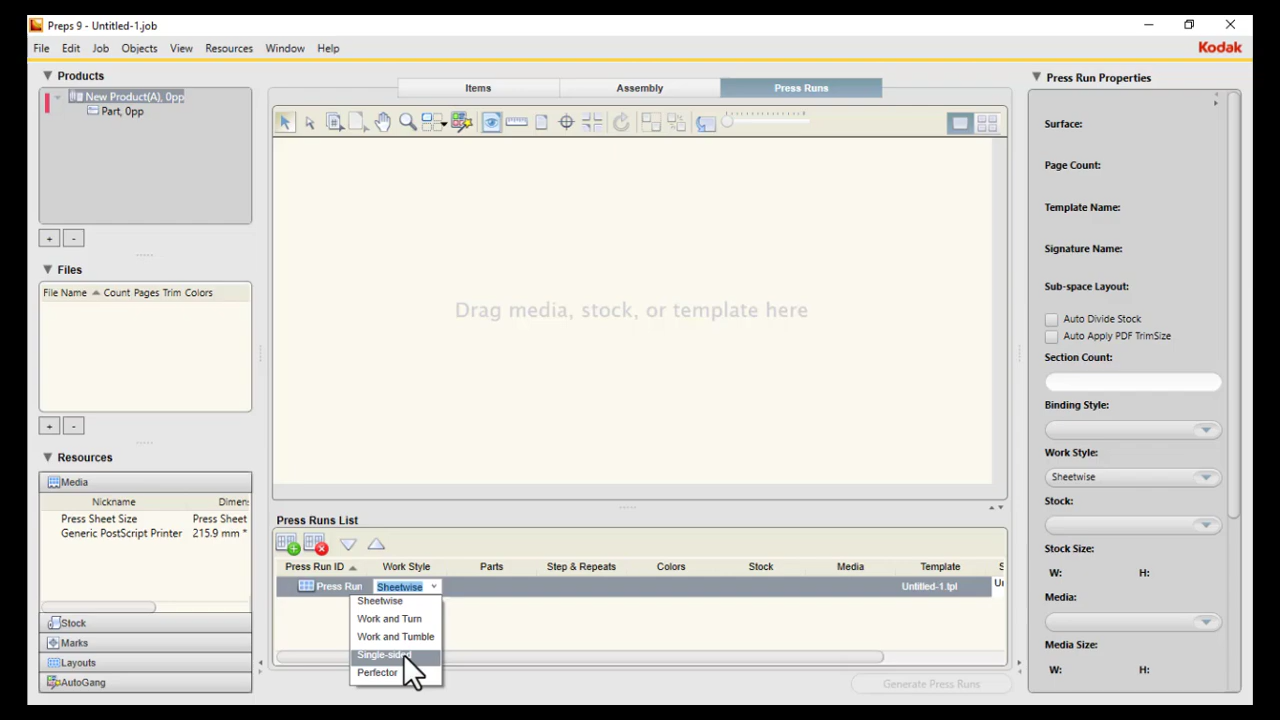 Preps 9 - Untitled-1.job
File Edit Job Objects View Resources Window Help
Kodak
Products
New Product(A), 0pp
Part, 0pp
+ -
Files
File Name Count Pages Trim Colors
+ -
Resources
Media
Nickname Dimen
Press Sheet Size Press Sheet
Generic PostScript Printer 215.9 mm *
Stock
Marks
Layouts
AutoGang
Items Assembly Press Runs
Drag media, stock, or template here
Press Runs List
Press Run ID Work Style Parts Step & Repeats Colors Stock Media Template S
Press Run Sheetwise Untitled-1.tpl Un
Sheetwise
Work and Turn
Work and Tumble
Single-sided
Perfector
Generate Press Runs
Press Run Properties
Surface:
Page Count:
Template Name:
Signature Name:
Sub-space Layout:
Auto Divide Stock
Auto Apply PDF TrimSize
Section Count:
Binding Style:
Work Style:
Sheetwise
Stock:
Stock Size:
W: H:
Media:
Media Size:
W: H: